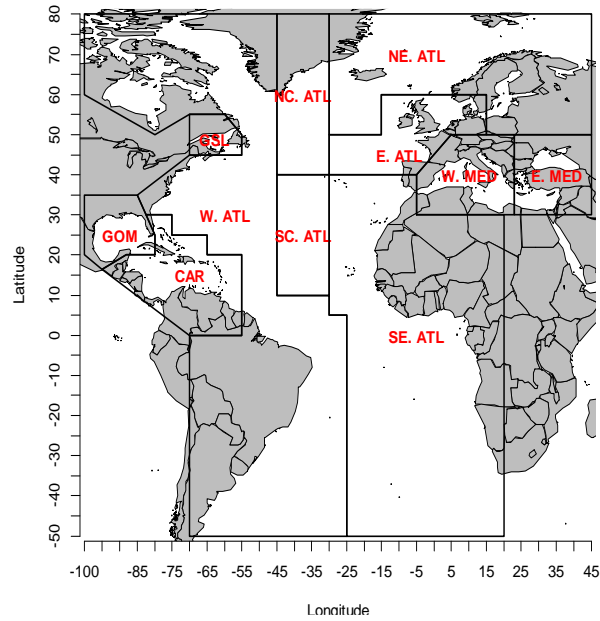 80
70
60
50
40
30
20
10
0
-10
-20
-30
-40
-50
Latitude
NE. ATL
NC. ATL
GSL
E. ATL
W. MED
E. MED
W. ATL
GOM
SC. ATL
CAR
SE. ATL
-100
-85
-75
-65
-55
-45
-35
-25
-15
-5
5
15
25
35
45
Longitude